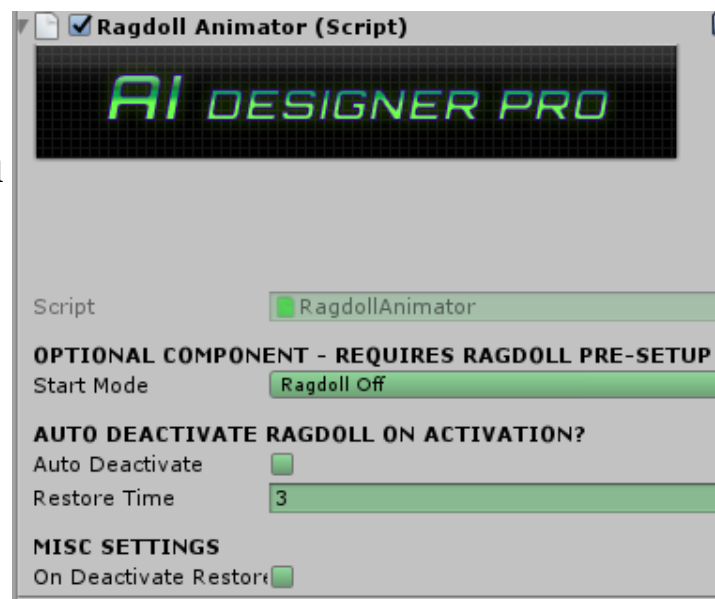 Ragdoll Animator (Script)
AI DESIGNER PRO
Script RagdollAnimator
OPTIONAL COMPONENT - REQUIRES RAGDOLL PRE-SETUP
Start Mode Ragdoll Off
AUTO DEACTIVATE RAGDOLL ON ACTIVATION?
Auto Deactivate
Restore Time 3
MISC SETTINGS
On Deactivate